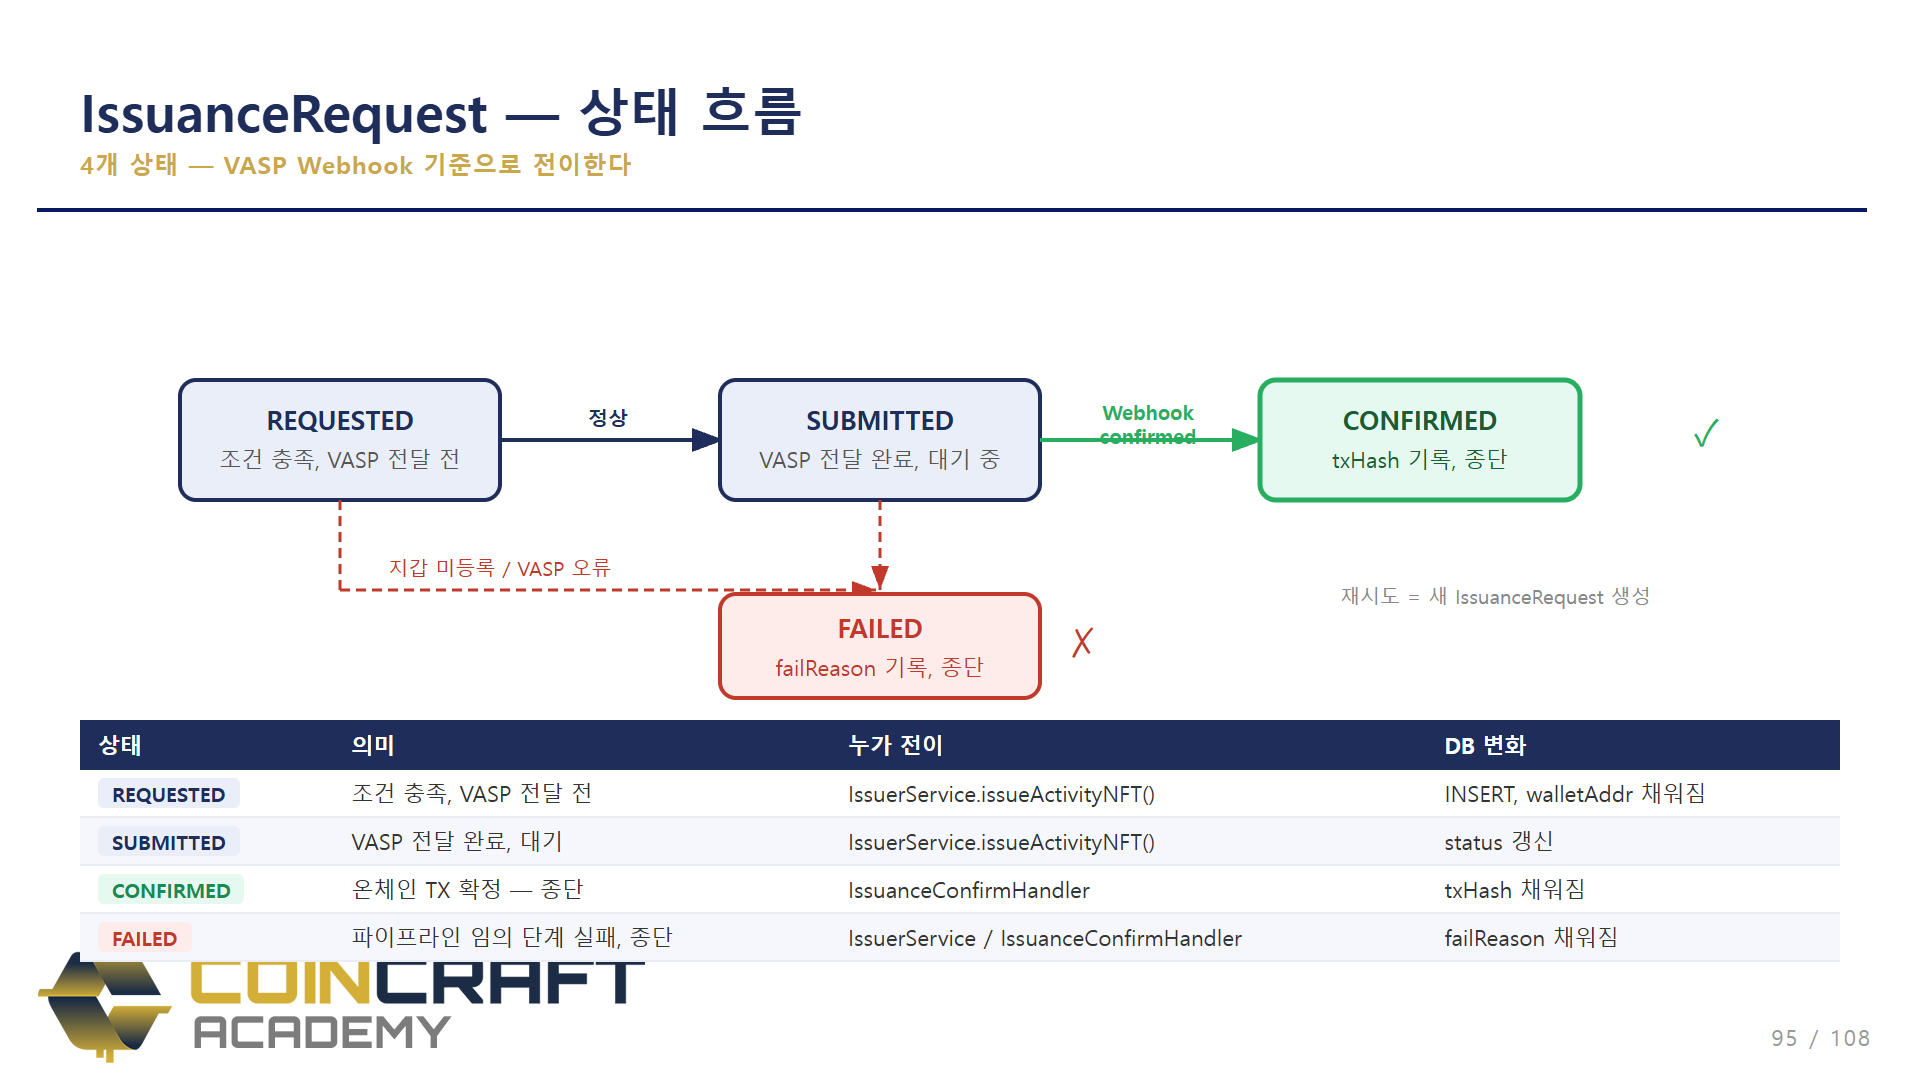 IssuanceRequest — 상태 흐름
4개 상태 — VASP Webhook 기준으로 전이한다
REQUESTED
조건 충족, VASP 전달 전
정상
SUBMITTED
VASP 전달 완료, 대기 중
Webhook
confirmed
CONFIRMED
txHash 기록, 종단
✓
지갑 미등록 / VASP 오류
FAILED
failReason 기록, 종단
✗
재시도 = 새 IssuanceRequest 생성
상태 의미 누가 전이 DB 변화
REQUESTED 조건 충족, VASP 전달 전 IssuerService.issueActivityNFT() INSERT, walletAddr 채워짐
SUBMITTED VASP 전달 완료, 대기 IssuerService.issueActivityNFT() status 갱신
CONFIRMED 온체인 TX 확정 — 종단 IssuanceConfirmHandler txHash 채워짐
FAILED 파이프라인 임의 단계 실패, 종단 IssuerService / IssuanceConfirmHandler failReason 채워짐
COINCRAFT
ACADEMY
95 / 108